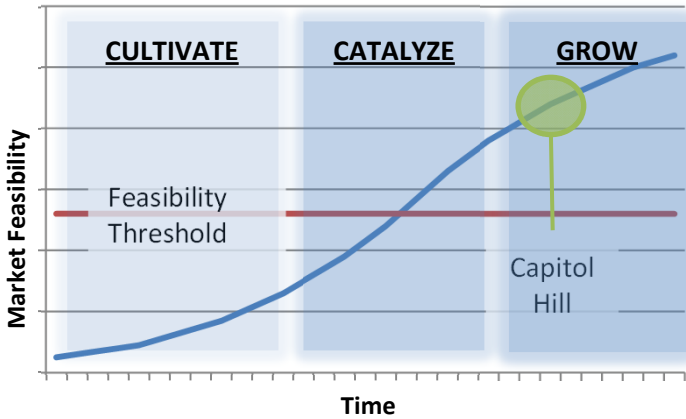 CULTIVATE
CATALYZE
GROW
Market Feasibility
Feasibility
Threshold
Capitol
Hill
Time